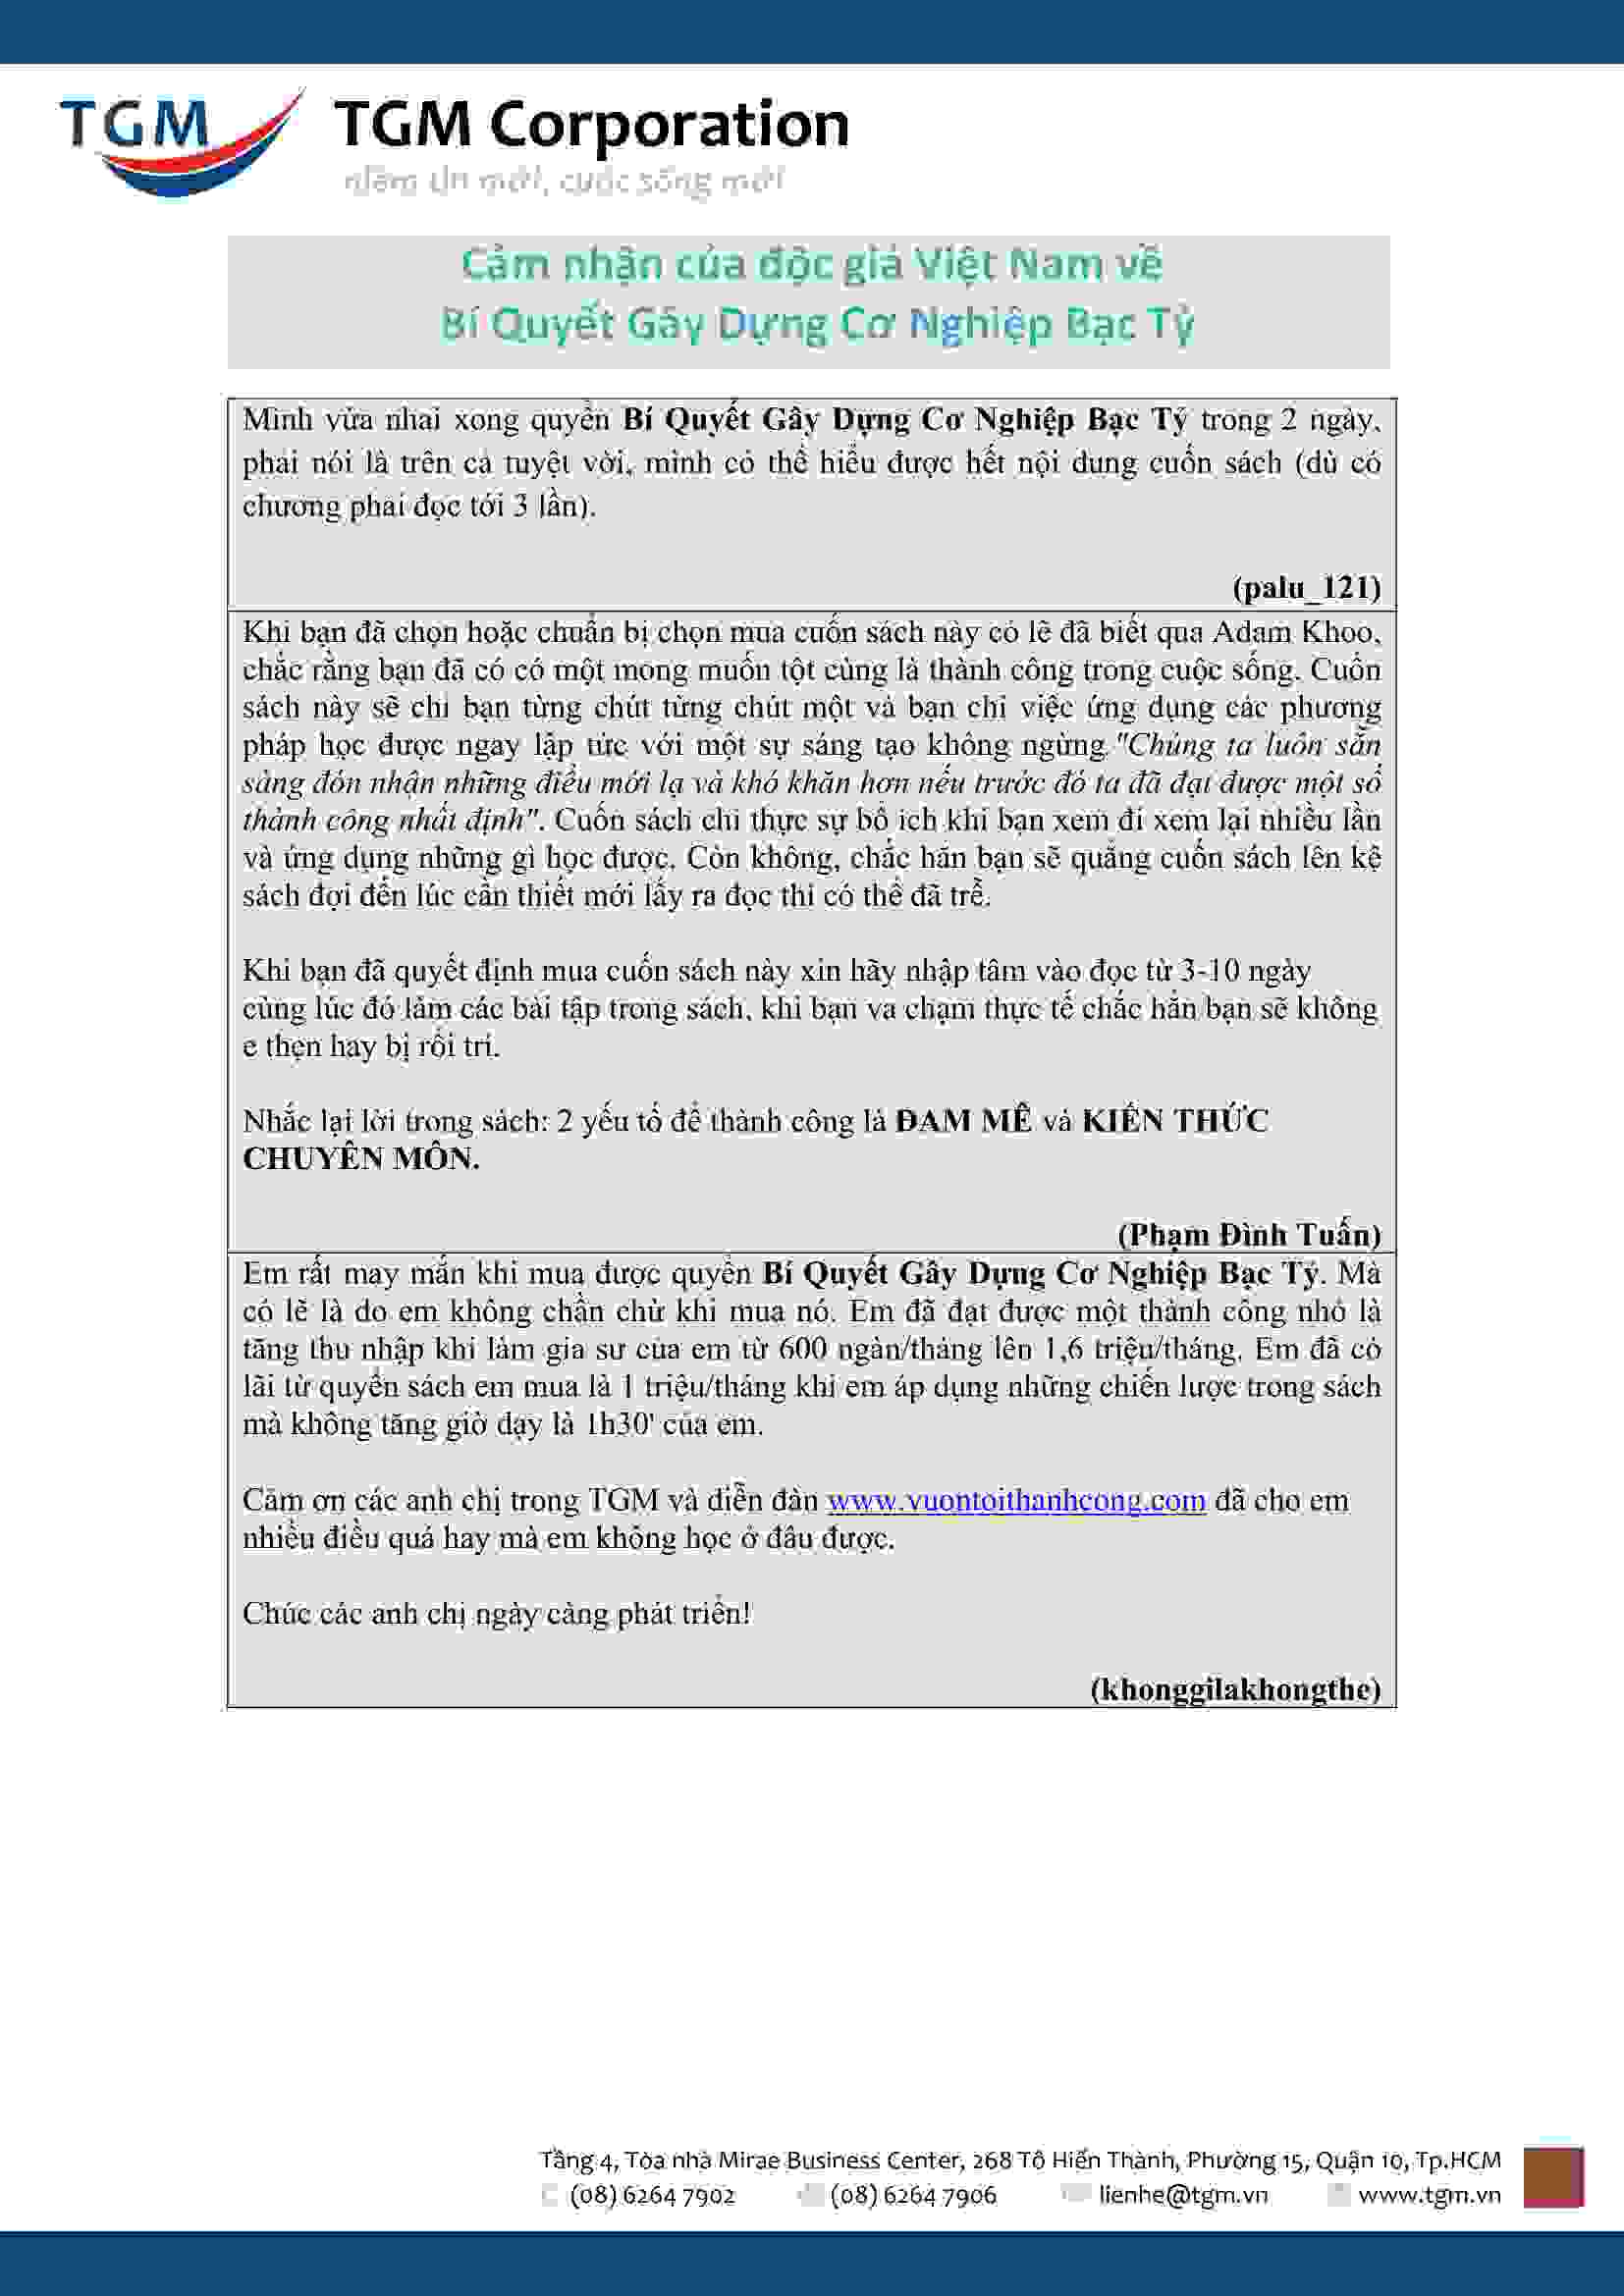 TGM
TGM Corporation
niềm tin mới, cuộc sống mới
Cảm nhận của độc giả Việt Nam về
Bí Quyết Gây Dựng Cơ Nghiệp Bạc Tỷ
Mình vừa nhai xong quyển Bí Quyết Gây Dựng Cơ Nghiệp Bạc Tỷ trong 2 ngày,
phải nói là trên cả tuyệt vời, mình có thể hiểu được hết nội dung cuốn sách (dù có
chương phải đọc tới 3 lần).
(palu_121)
Khi bạn đã chọn hoặc chuẩn bị chọn mua cuốn sách này có lẽ đã biết qua Adam Khoo,
chắc rằng bạn đã có có một mong muốn tột cùng là thành công trong cuộc sống. Cuốn
sách này sẽ chỉ bạn từng chút từng chút một và bạn chỉ việc ứng dụng các phương
pháp học được ngay lập tức với một sự sáng tạo không ngừng."Chúng ta luôn sẵn
sàng đón nhận những điều mới lạ và khó khăn hơn nếu trước đó ta đã đạt được một số
thành công nhất định". Cuốn sách chỉ thực sự bổ ích khi bạn xem đi xem lại nhiều lần
và ứng dụng những gì học được. Còn không, chắc hẳn bạn sẽ quẳng cuốn sách lên kệ
sách đợi đến lúc cần thiết mới lấy ra đọc thì có thể đã trễ.
Khi bạn đã quyết định mua cuốn sách này xin hãy nhập tâm vào đọc từ 3-10 ngày
cùng lúc đó làm các bài tập trong sách, khi bạn va chạm thực tế chắc hẳn bạn sẽ không
e thẹn hay bị rối trí.
Nhắc lại lời trong sách: 2 yếu tố để thành công là ĐAM MÊ và KIẾN THỨC
CHUYÊN MÔN.
(Phạm Đình Tuấn)
Em rất may mắn khi mua được quyển Bí Quyết Gây Dựng Cơ Nghiệp Bạc Tỷ. Mà
có lẽ là do em không chần chừ khi mua nó. Em đã đạt được một thành công nhỏ là
tăng thu nhập khi làm gia sư của em từ 600 ngàn/tháng lên 1,6 triệu/tháng. Em đã có
lãi từ quyển sách em mua là 1 triệu/tháng khi em áp dụng những chiến lược trong sách
mà không tăng giờ dạy là 1h30' của em.
Cảm ơn các anh chị trong TGM và diễn đàn www.vuontoithanhcong.com đã cho em
nhiều điều quá hay mà em không học ở đâu được.
Chúc các anh chị ngày càng phát triển!
(khonggilakhongthe)
Tầng 4, Tòa nhà Mirae Business Center, 268 Tô Hiến Thành, Phường 15, Quận 10, Tp.HCM
(08) 6264 7902 (08) 6264 7906 lienhe@tgm.vn www.tgm.vn